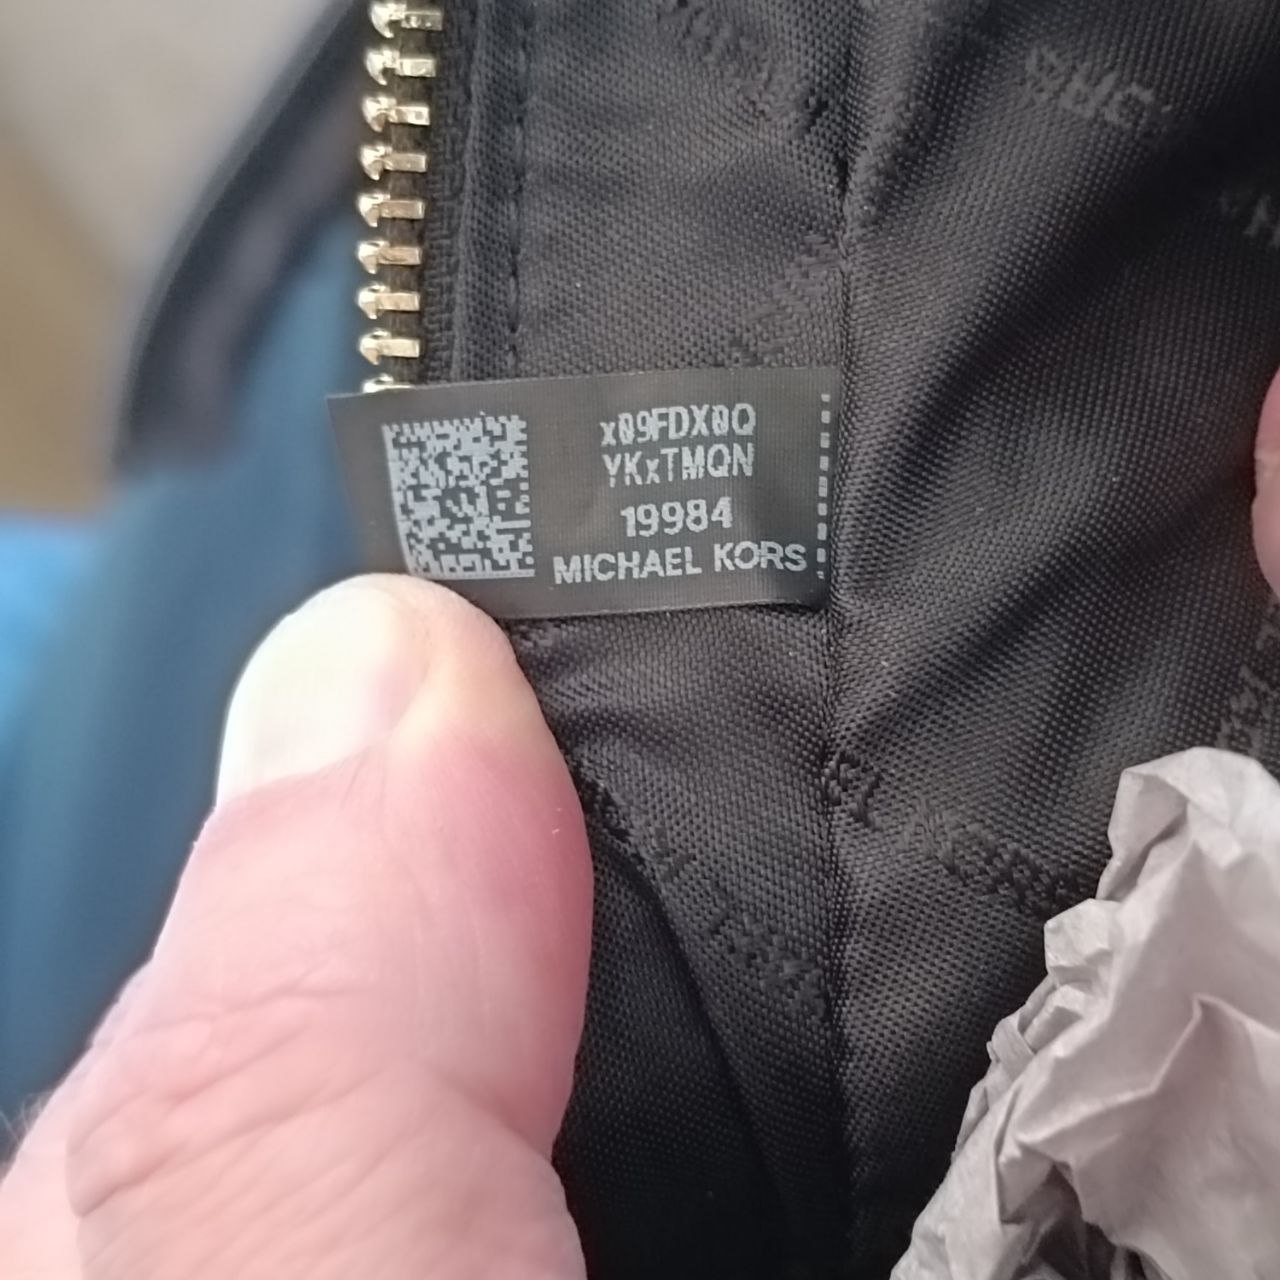 x09FDX0Q
YKxTMQN
19984
MICHAEL KORS